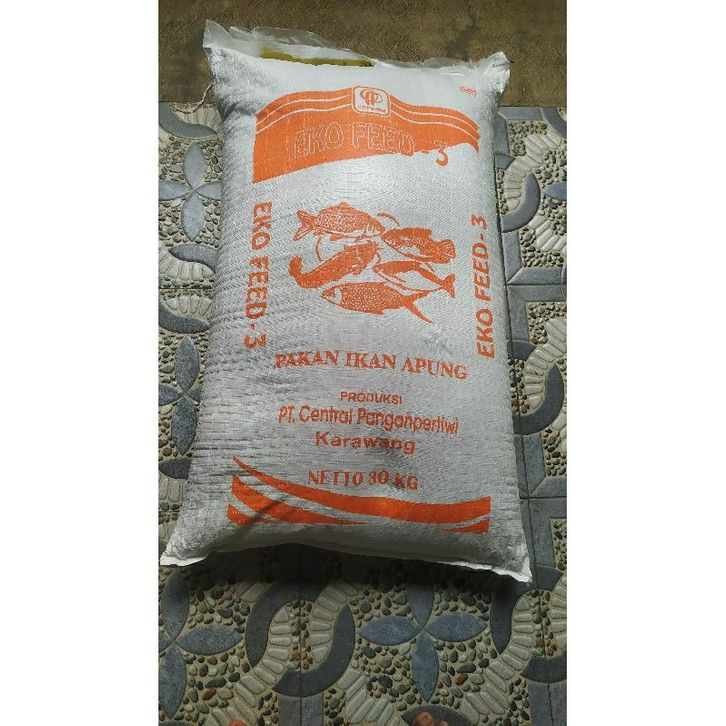 EKO FEED - 3
EKO FEED - 3
EKO FEED - 3
PAKAN IKAN APUNG
PRODUKSI
PT. Central Panganpertiwi
Karawang
NETTO 30 KG